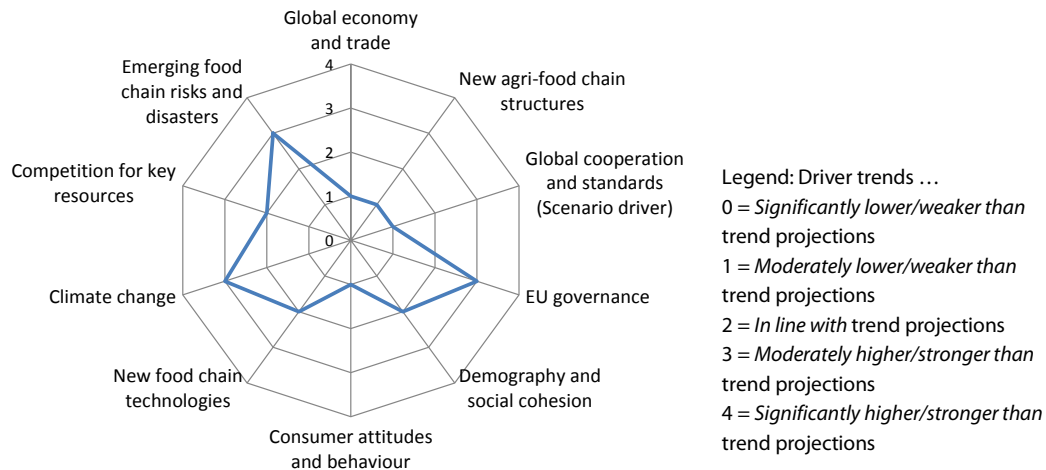 Global economy
and trade
New agri-food chain
structures
Global cooperation
and standards
(Scenario driver)
EU governance
Demography and
social cohesion
Consumer attitudes
and behaviour
New food chain
technologies
Climate change
Competition for key
resources
Emerging food
chain risks and
disasters
4
3
2
1
0
Legend: Driver trends …
0 = Significantly lower/weaker than
trend projections
1 = Moderately lower/weaker than
trend projections
2 = In line with trend projections
3 = Moderately higher/stronger than
trend projections
4 = Significantly higher/stronger than
trend projections